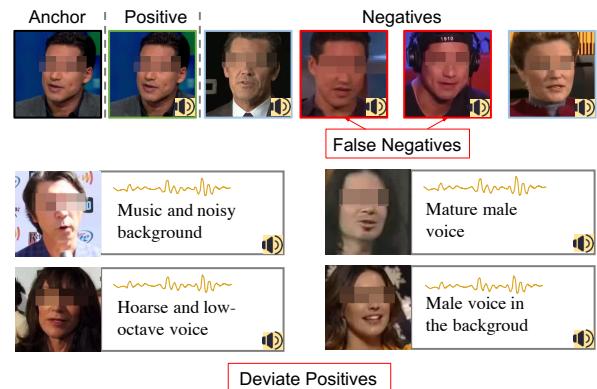 Anchor Positive Negatives
1910
False Negatives
Music and noisy
background
Mature male
voice
Hoarse and low-
octave voice
Male voice in
the backgroud
Deviate Positives